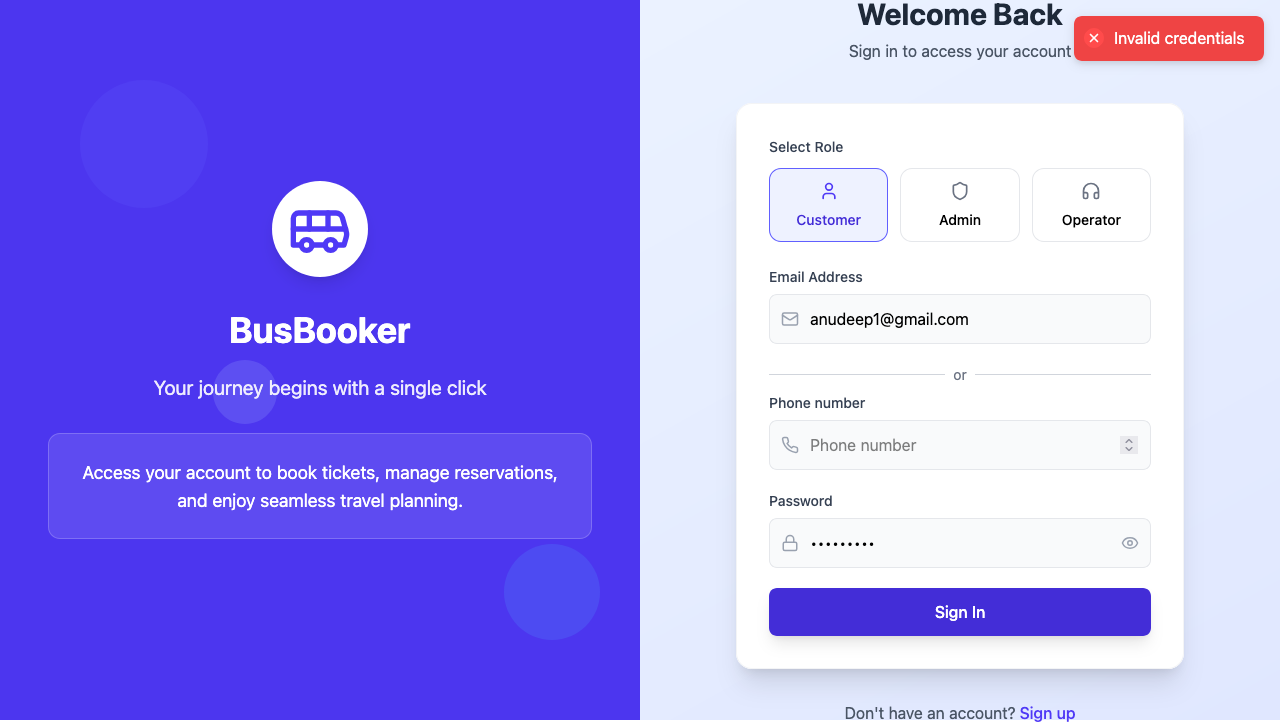 BusBooker
Your journey begins with a single click
Access your account to book tickets, manage reservations,
and enjoy seamless travel planning.
Welcome Back
Sign in to access your account
Invalid credentials
Select Role
Customer
Admin
Operator
Email Address
anudeep1@gmail.com
or
Phone number
Phone number
Password
•••••••••
Sign In
Don't have an account? Sign up